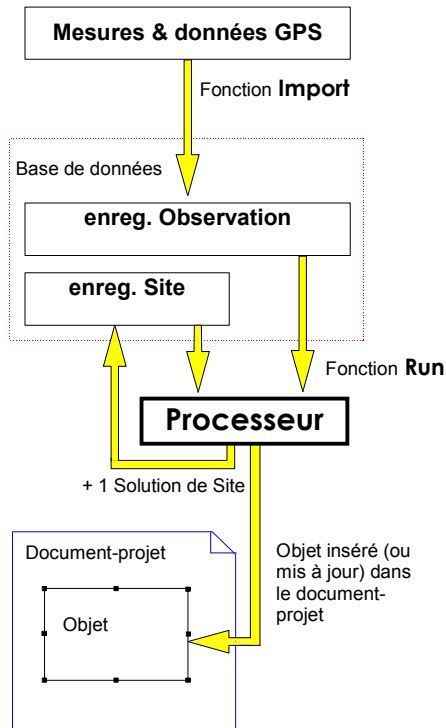 Mesures & données GPS
Fonction Import
Base de données
enreg. Observation
enreg. Site
Fonction Run
Processeur
+ 1 Solution de Site
Document-projet
Objet
Objet inséré (ou
mis à jour) dans
le document-
projet